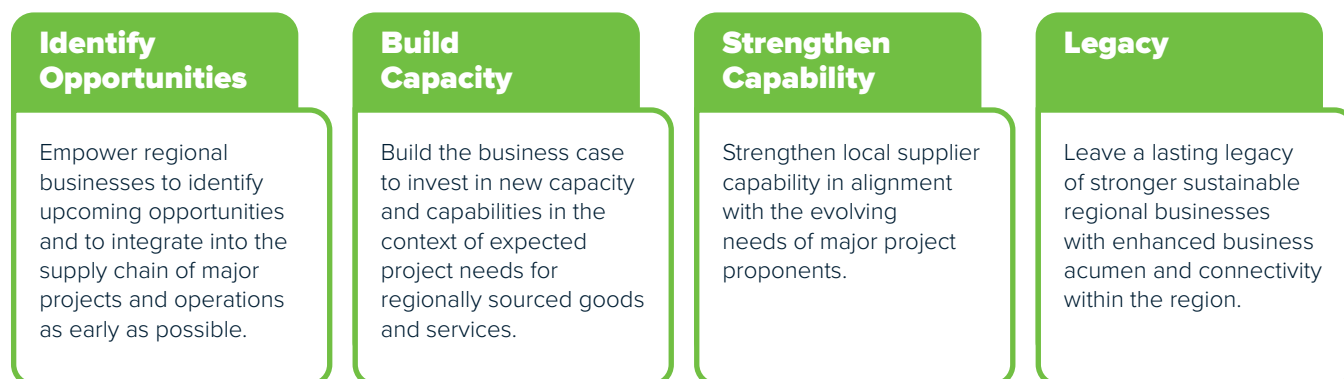 Identify
Opportunities
Empower regional
businesses to identify
upcoming opportunities
and to integrate into the
supply chain of major
projects and operations
as early as possible.
Build
Capacity
Build the business case
to invest in new capacity
and capabilities in the
context of expected
project needs for
regionally sourced goods
and services.
Strengthen
Capability
Strengthen local supplier
capability in alignment
with the evolving
needs of major project
proponents.
Legacy
Leave a lasting legacy
of stronger sustainable
regional businesses
with enhanced business
acumen and connectivity
within the region.